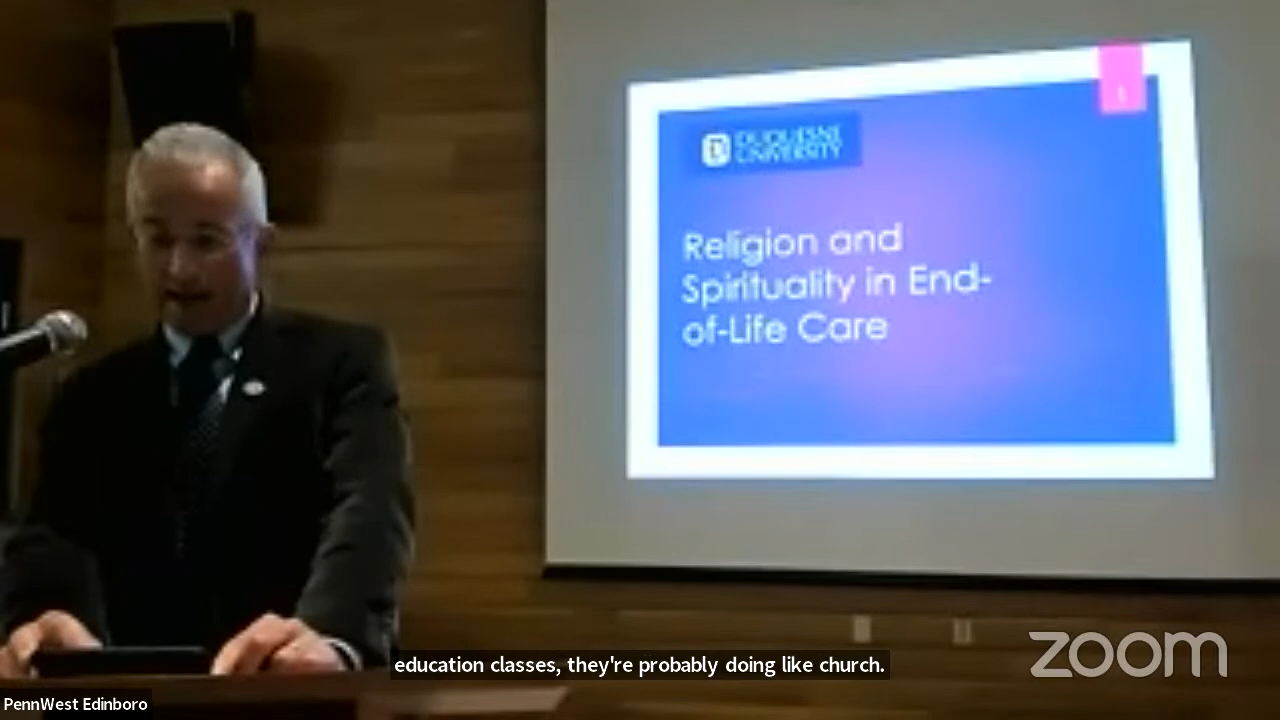 DUQUESNE
UNIVERSITY
Religion and
Spirituality in End-
of-Life Care
education classes, they're probably doing like church.
zoom
PennWest Edinboro